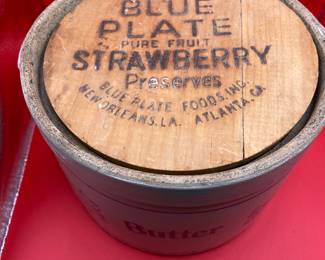 BLUE
PLATE
PURE FRUIT
STRAWBERRY
Preserves
BLUE PLATE FOODS, INC.
NEW ORLEANS, LA. ATLANTA, GA.
Butter